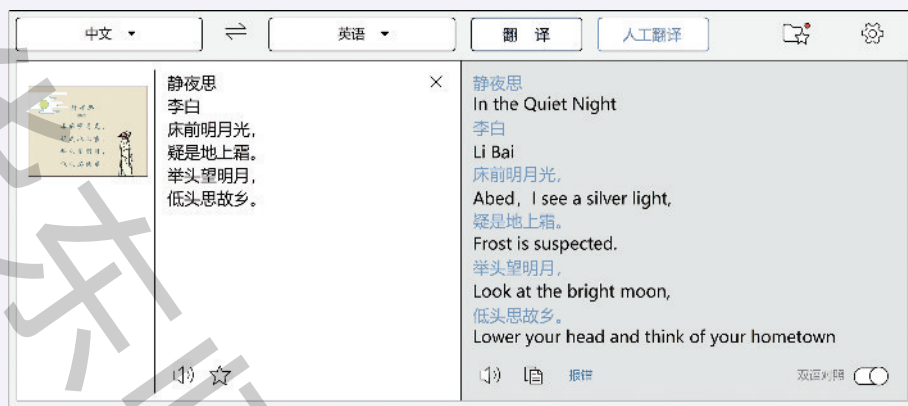 中文
英语
翻 译
人工翻译
静夜思
李白
床前明月光，
疑是地上霜。
举头望明月，
低头思故乡。
静夜思
In the Quiet Night
李白
Li Bai
床前明月光，
Abed, I see a silver light,
疑是地上霜。
Frost is suspected.
举头望明月，
Look at the bright moon,
低头思故乡。
Lower your head and think of your hometown
报错
双语对照